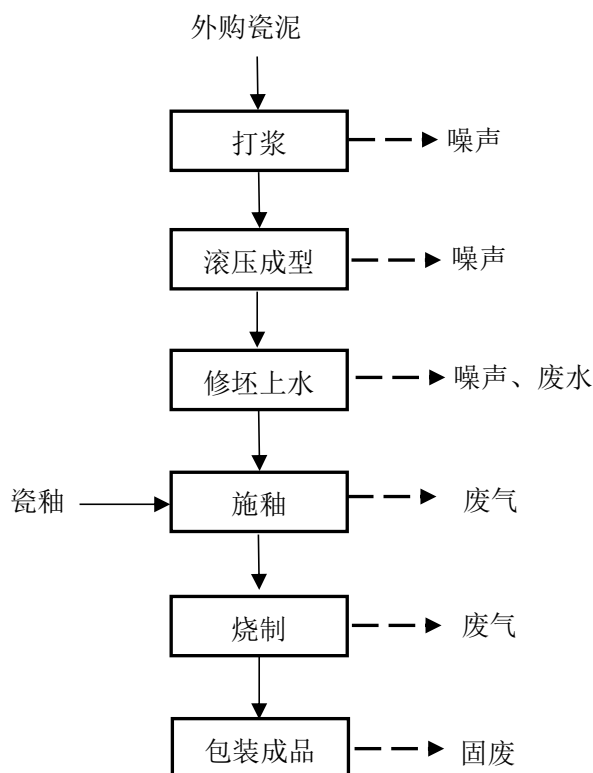 外购瓷泥
打浆
噪声
滚压成型
噪声
修坯上水
噪声、废水
瓷釉
施釉
废气
烧制
废气
包装成品
固废